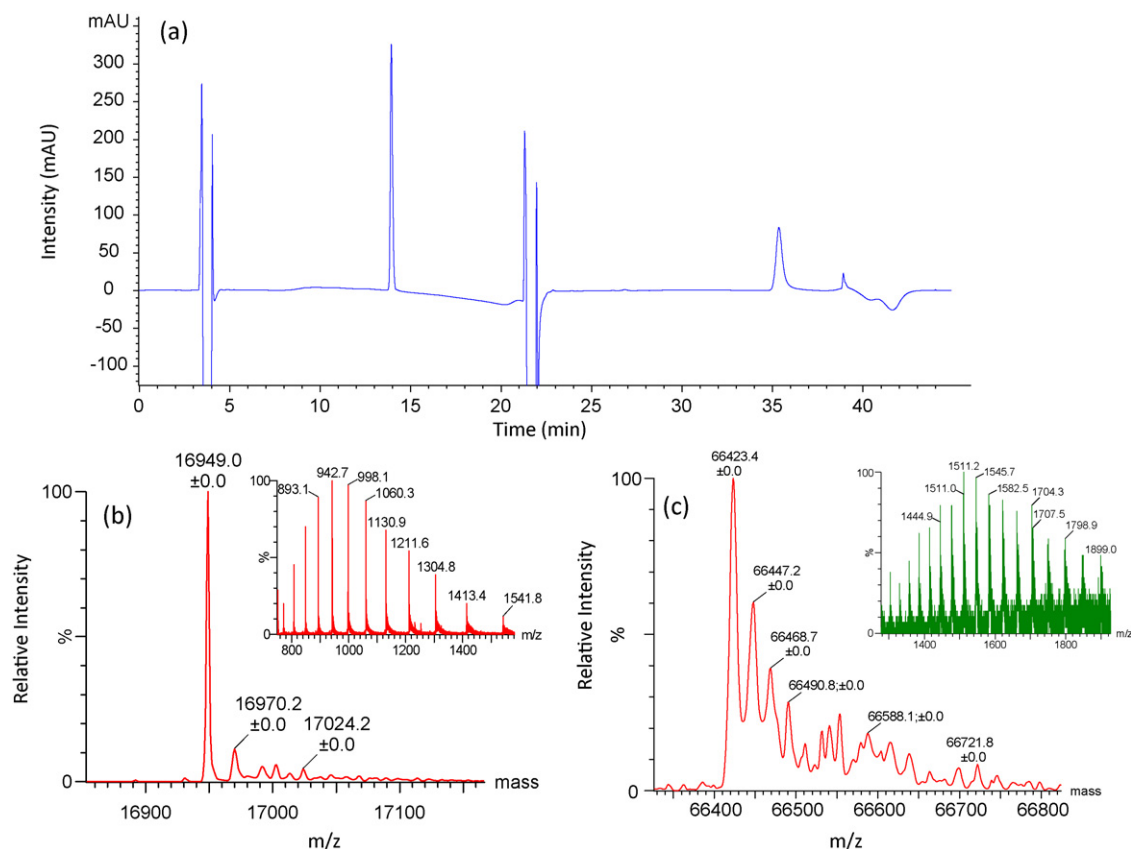 mAU
(a)
300
250
200
150
100
50
0
-50
-100
Intensity (mAU)
0 5 10 15 20 25 30 35 40
Time (min)
16949.0
±0.0
100
(b)
%
0
Relative Intensity
16970.2
±0.0
17024.2
±0.0
mass
16900 17000 17100
m/z
100
%
0
893.1
942.7
998.1
1060.3
1130.9
1211.6
1304.8
1413.4
1541.8
m/z
800 1000 1200 1400
66423.4
±0.0
100
(c)
%
0
Relative Intensity
66447.2
±0.0
66468.7
±0.0
66490.8;±0.0
66588.1;±0.0
66721.8
±0.0
mass
66400 66500 66600 66700 66800
m/z
100
%
0
1444.9
1511.0
1511.2
1545.7
1582.5
1704.3
1707.5
1798.9
1899.0
m/z
1400 1600 1800